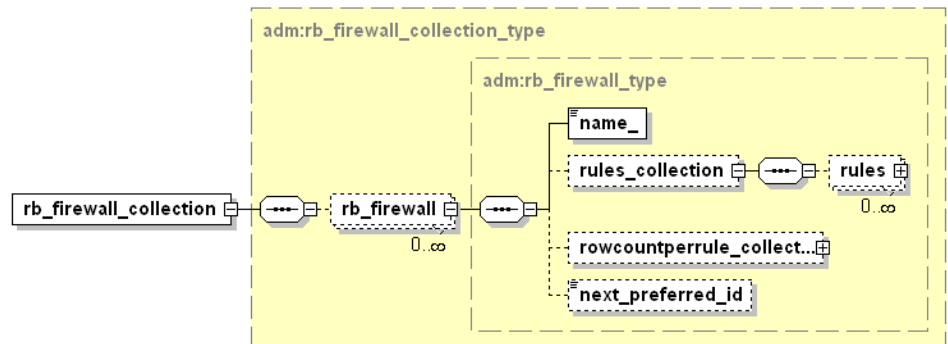 adm:rb_firewall_collection_type
adm:rb_firewall_type
name_
rules_collection
rules
0..∞
rb_firewall_collection
rb_firewall
0..∞
rowcountperrule_collect...
next_preferred_id